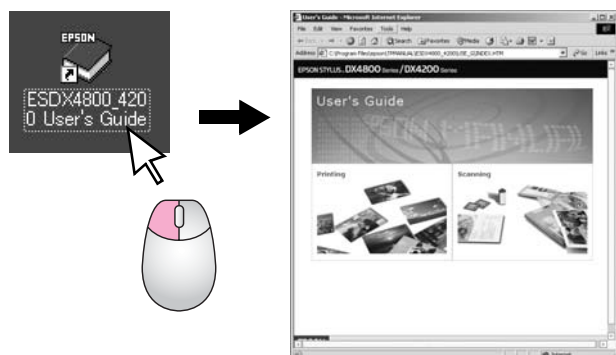 EPSON
ESDX4800_420
0 User's Guide
User's Guide - Microsoft Internet Explorer
File Edit View Favorites Tools Help
Search Favorites Media
Address
EPSON STYLUS DX4800 Series / DX4200 Series
User's Guide
Printing
Scanning